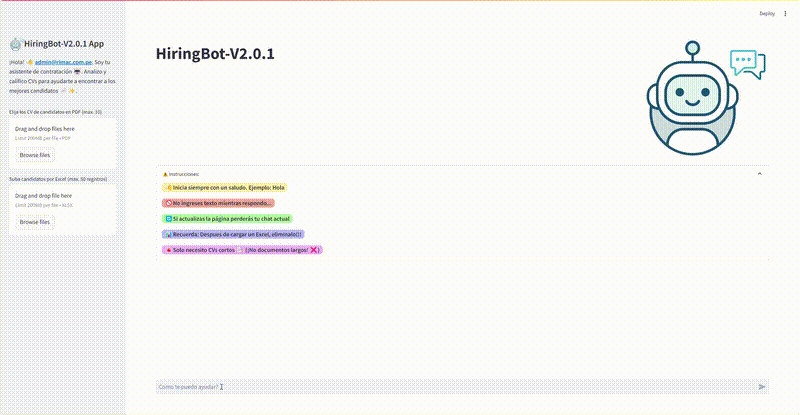 Deploy
HiringBot-V2.0.1 App
¡Hola! 👋 admin@rimac.com.pe. Soy tu
asistente de contratación 💻. Analizo y
califico CVs para ayudarte a encontrar a los
mejores candidatos
Elija los CV de candidatos en PDF (max. 10)
Drag and drop files here
Limit 200MB per file • PDF
Browse files
Suba candidatos por Excel (max. 50 registros)
Drag and drop file here
Limit 200MB per file • XLSX
Browse files
HiringBot-V2.0.1
⚠️ Instrucciones:
👋 Inicia siempre con un saludo. Ejemplo: Hola
🚫 No ingreses texto mientras respondo...
🔄 Si actualizas la página perderás tu chat actual
📊 Recuerda: Despues de cargar un Excel, eliminalo!!!
🔺 Solo necesito CVs cortos 📄 (¡No documentos largos! ❌)
Como te puedo ayudar?